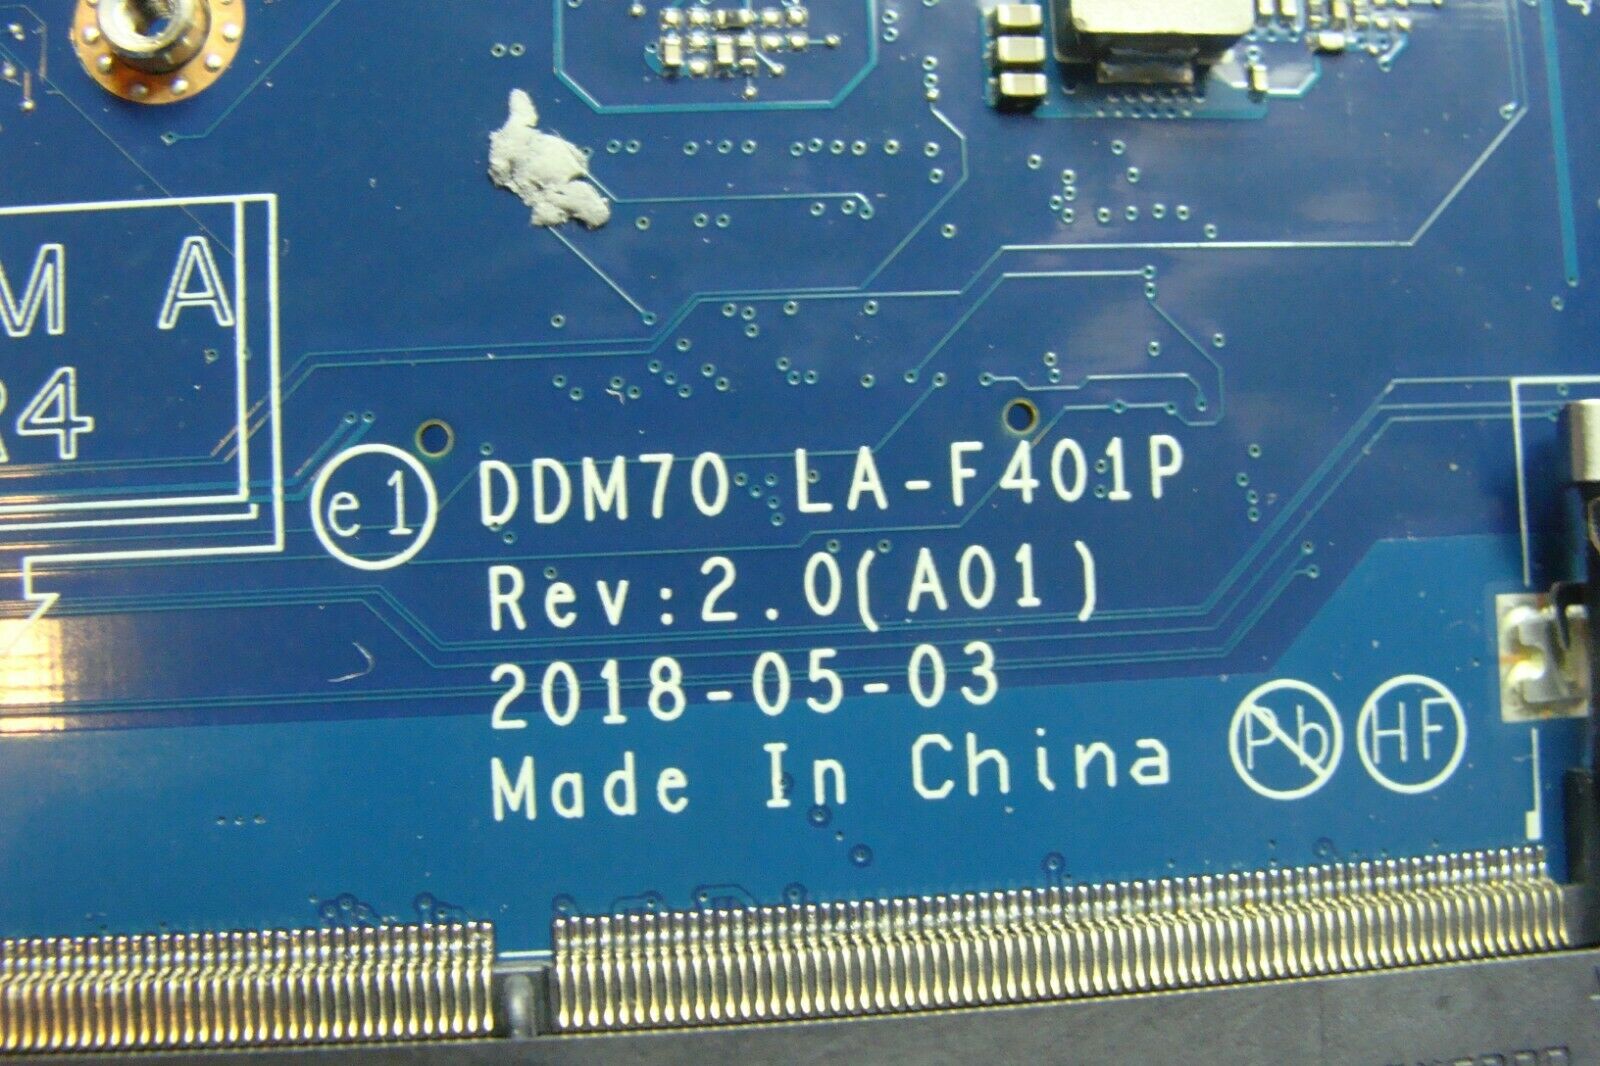 M A
R4
e1 DDM70 LA-F401P
Rev:2.0(A01)
2018-05-03
Made In China
Pb HF